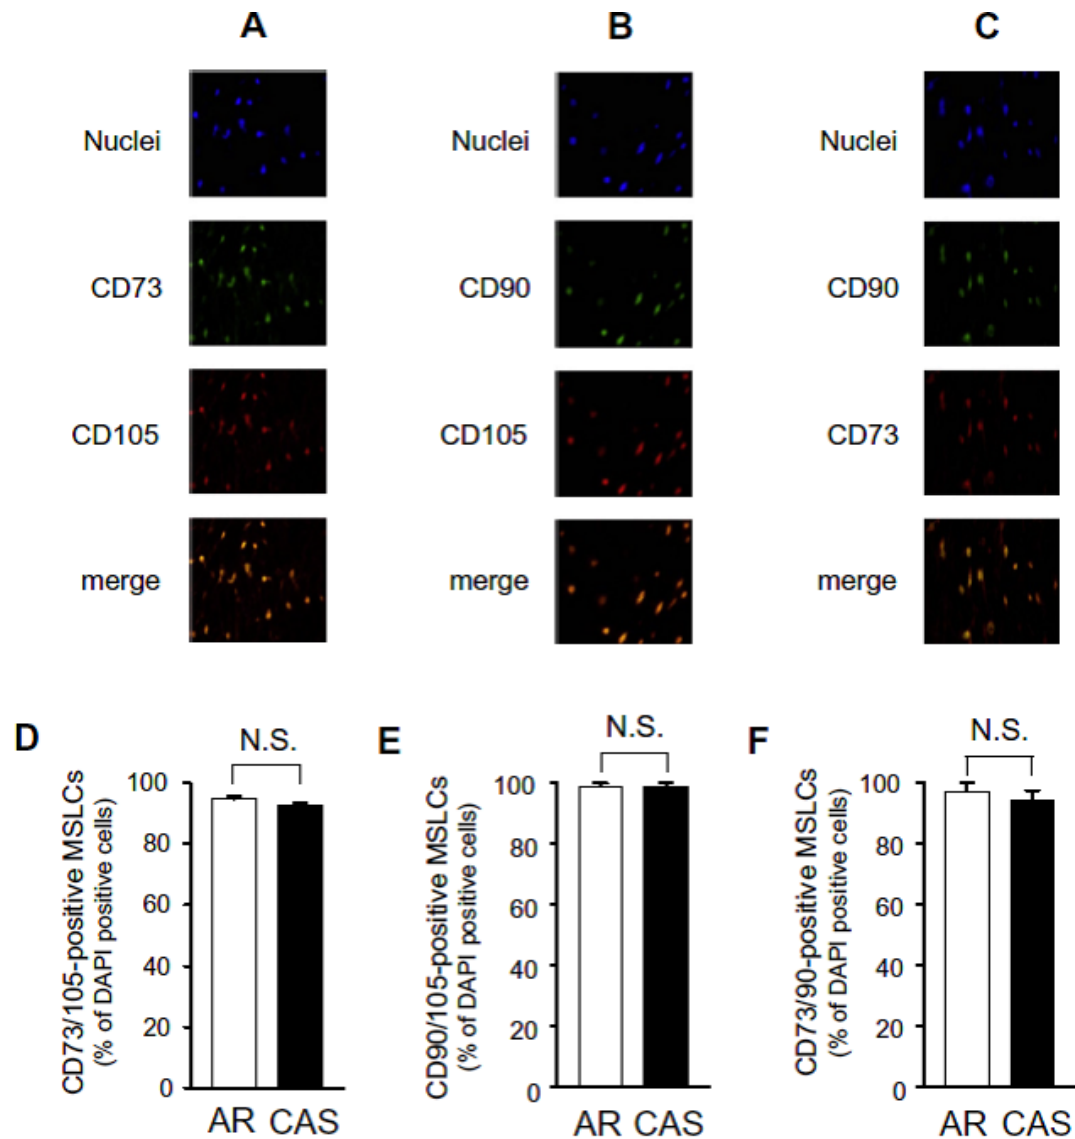 A B C
Nuclei Nuclei Nuclei
CD73 CD90 CD90
CD105 CD105 CD73
merge merge merge
D
N.S.
CD73/105-positive MSLCs
(% of DAPI positive cells)
100
80
60
40
20
0
AR CAS
E
N.S.
CD90/105-positive MSLCs
(% of DAPI positive cells)
100
80
60
40
20
0
AR CAS
F
N.S.
CD73/90-positive MSLCs
(% of DAPI positive cells)
100
80
60
40
20
0
AR CAS